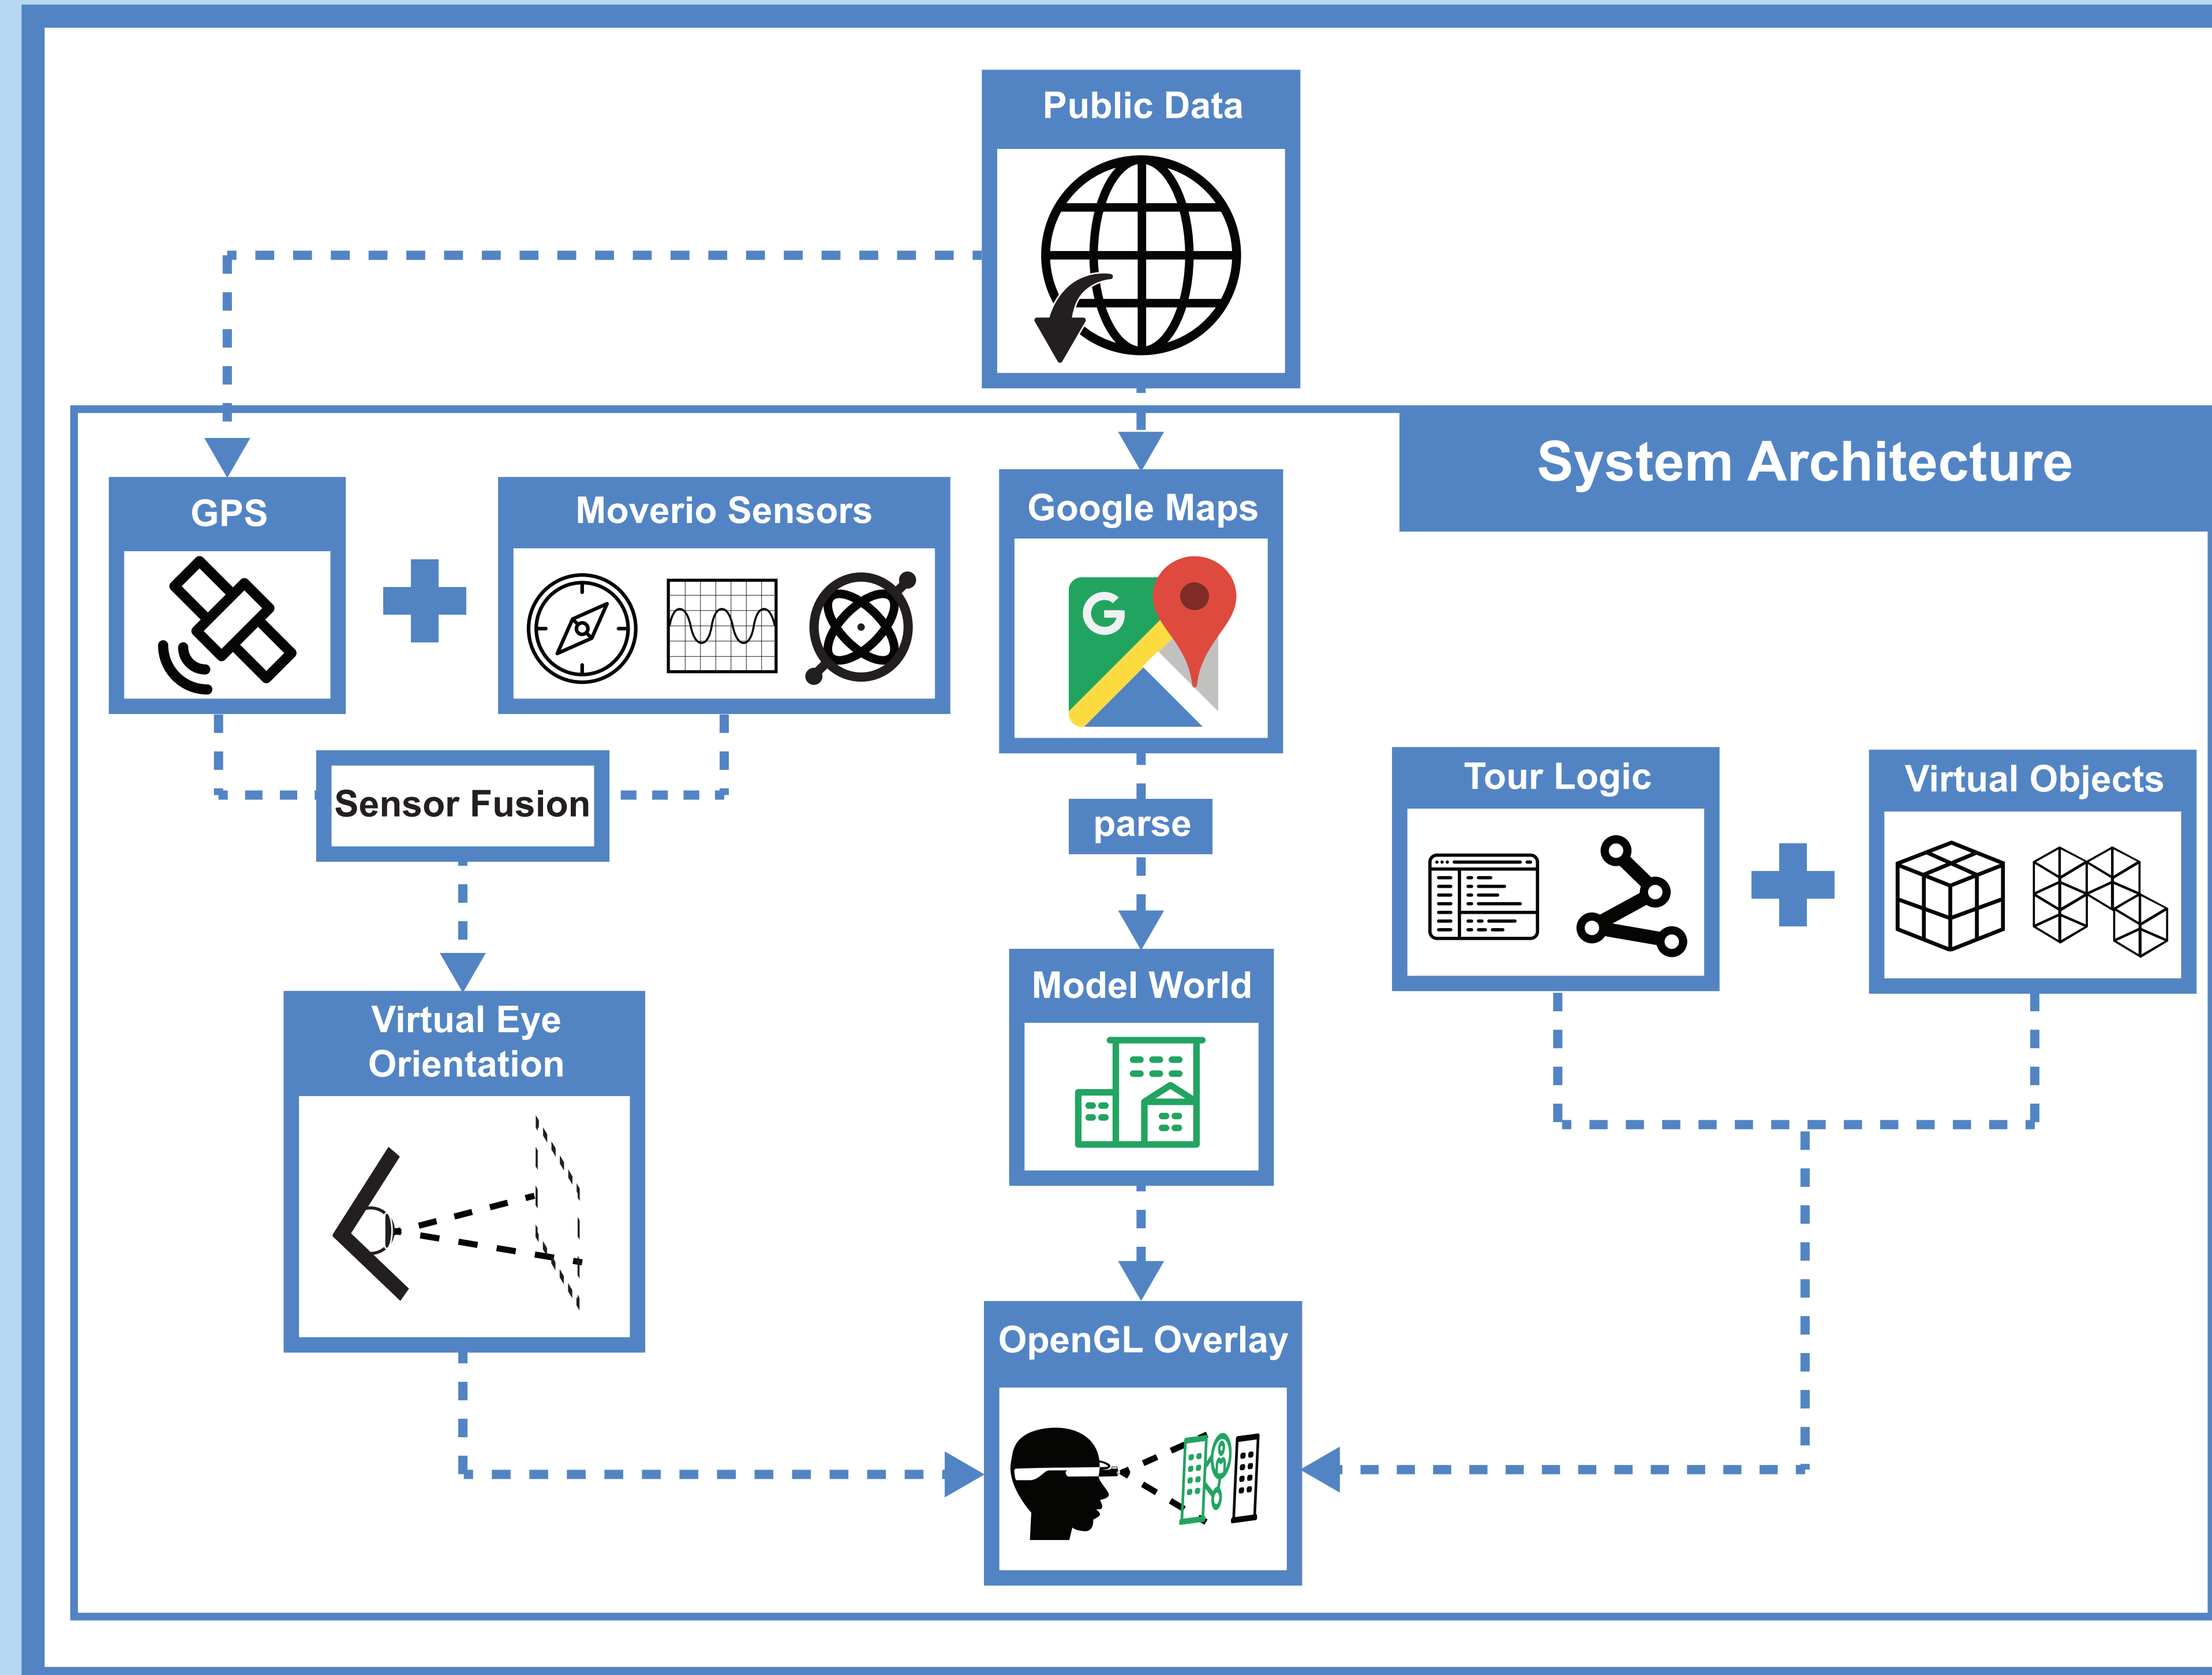 Public Data
System Architecture
GPS
Moverio Sensors
Google Maps
G
Sensor Fusion
parse
Tour Logic
Virtual Objects
Model World
Virtual Eye
Orientation
OpenGL Overlay